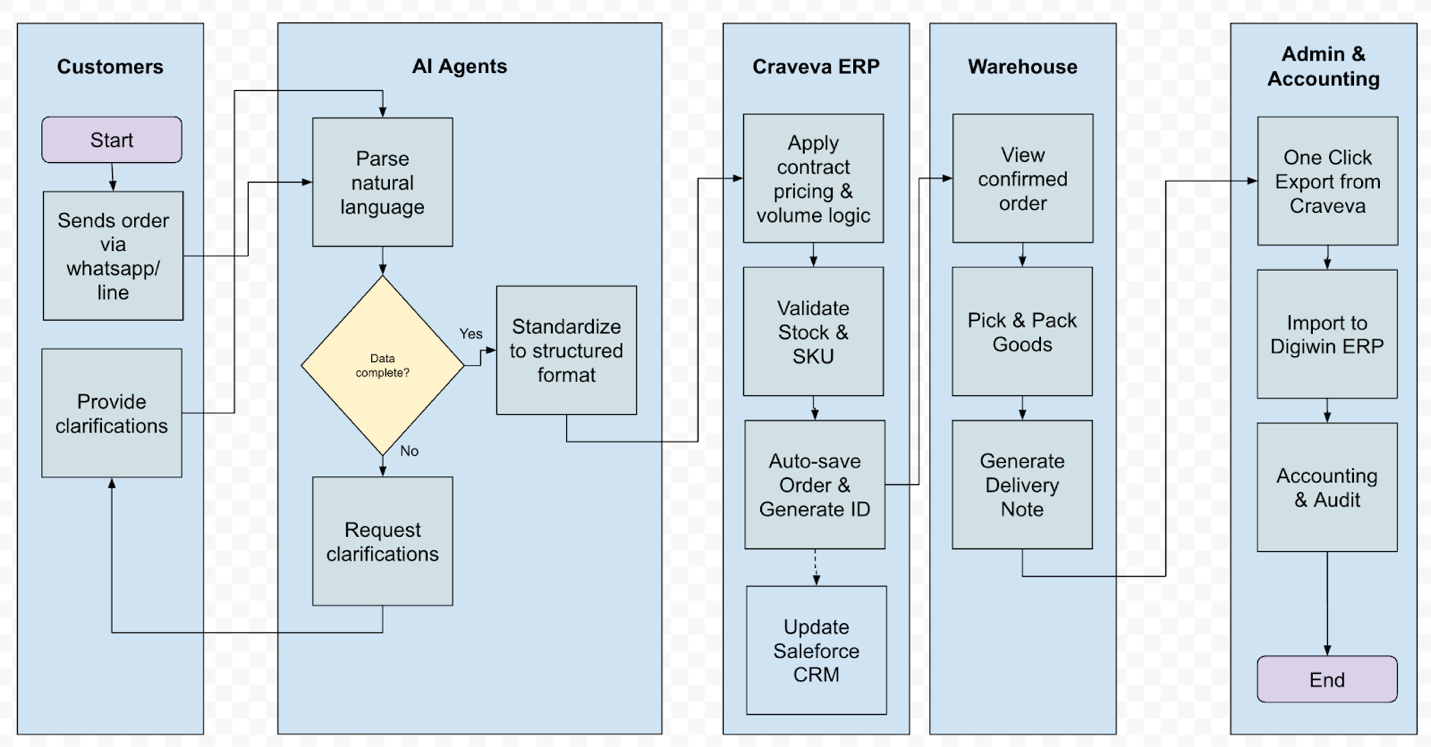 Customers
Start
Sends order
via
whatsapp/
line
Provide
clarifications
AI Agents
Parse
natural
language
Data
complete?
Yes
No
Standardize
to structured
format
Request
clarifications
Craveva ERP
Apply
contract
pricing &
volume logic
Validate
Stock &
SKU
Auto-save
Order &
Generate ID
Update
Saleforce
CRM
Warehouse
View
confirmed
order
Pick & Pack
Goods
Generate
Delivery
Note
Admin &
Accounting
One Click
Export from
Craveva
Import to
Digiwin ERP
Accounting
& Audit
End